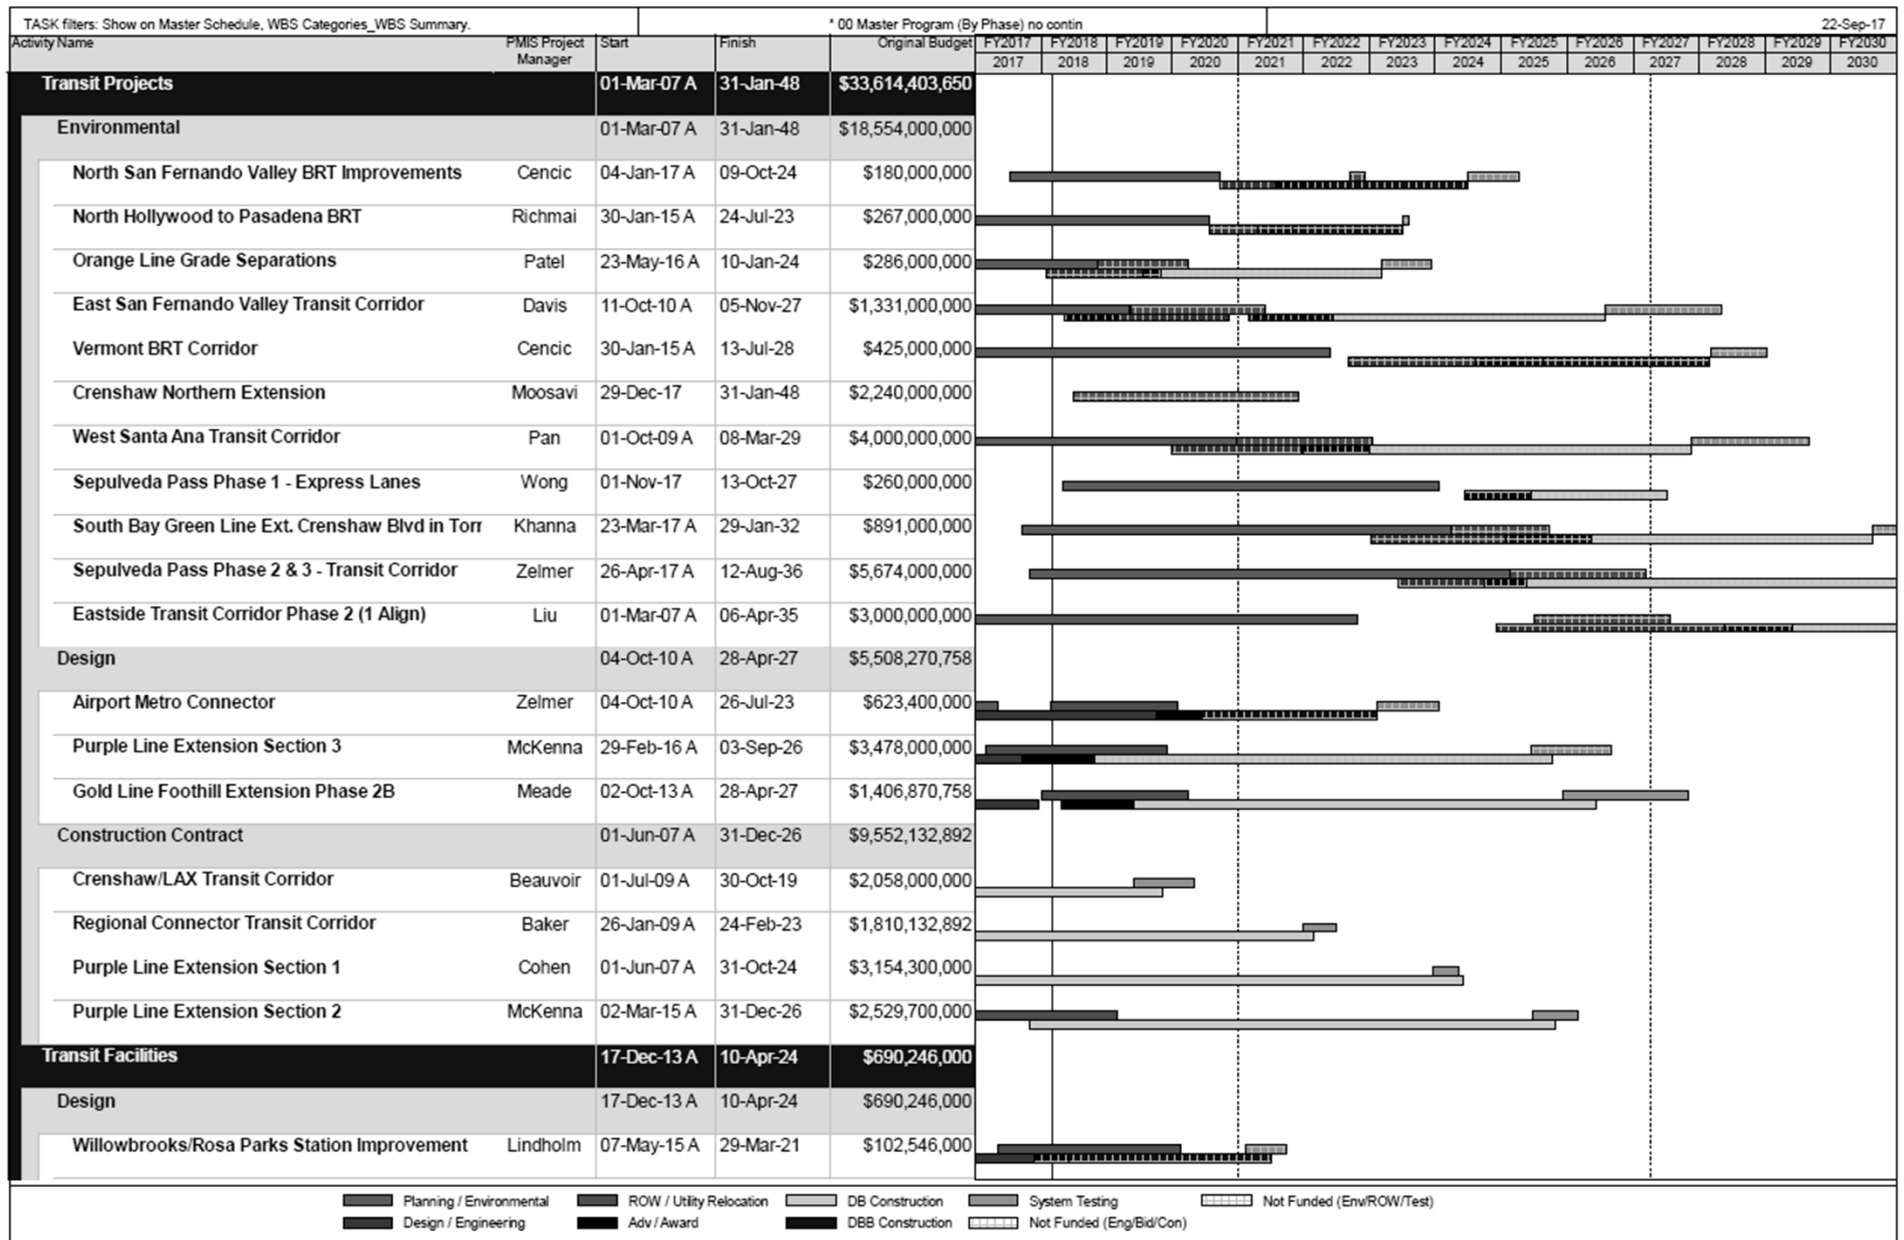 TASK filters: Show on Master Schedule, WBS Categories_WBS Summary. * 00 Master Program (By Phase) no contin 22-Sep-17
Activity Name PMIS Project Start Finish Original Budget FY2017 FY2018 FY2019 FY2020 FY2021 FY2022 FY2023 FY2024 FY2025 FY2026 FY2027 FY2028 FY2029 FY2030
Manager 2017 2018 2019 2020 2021 2022 2023 2024 2025 2026 2027 2028 2029 2030
Transit Projects 01-Mar-07 A 31-Jan-48 $33,614,403,650
Environmental 01-Mar-07 A 31-Jan-48 $18,554,000,000
North San Fernando Valley BRT Improvements Cencic 04-Jan-17 A 09-Oct-24 $180,000,000
North Hollywood to Pasadena BRT Richmai 30-Jan-15 A 24-Jul-23 $267,000,000
Orange Line Grade Separations Patel 23-May-16 A 10-Jan-24 $286,000,000
East San Fernando Valley Transit Corridor Davis 11-Oct-10 A 05-Nov-27 $1,331,000,000
Vermont BRT Corridor Cencic 30-Jan-15 A 13-Jul-28 $425,000,000
Crenshaw Northern Extension Moosavi 29-Dec-17 31-Jan-48 $2,240,000,000
West Santa Ana Transit Corridor Pan 01-Oct-09 A 08-Mar-29 $4,000,000,000
Sepulveda Pass Phase 1 - Express Lanes Wong 01-Nov-17 13-Oct-27 $260,000,000
South Bay Green Line Ext. Crenshaw Blvd in Torr Khanna 23-Mar-17 A 29-Jan-32 $891,000,000
Sepulveda Pass Phase 2 & 3 - Transit Corridor Zelmer 26-Apr-17 A 12-Aug-36 $5,674,000,000
Eastside Transit Corridor Phase 2 (1 Align) Liu 01-Mar-07 A 06-Apr-35 $3,000,000,000
Design 04-Oct-10 A 28-Apr-27 $5,508,270,758
Airport Metro Connector Zelmer 04-Oct-10 A 26-Jul-23 $623,400,000
Purple Line Extension Section 3 McKenna 29-Feb-16 A 03-Sep-26 $3,478,000,000
Gold Line Foothill Extension Phase 2B Meade 02-Oct-13 A 28-Apr-27 $1,406,870,758
Construction Contract 01-Jun-07 A 31-Dec-26 $9,552,132,892
Crenshaw/LAX Transit Corridor Beauvoir 01-Jul-09 A 30-Oct-19 $2,058,000,000
Regional Connector Transit Corridor Baker 26-Jan-09 A 24-Feb-23 $1,810,132,892
Purple Line Extension Section 1 Cohen 01-Jun-07 A 31-Oct-24 $3,154,300,000
Purple Line Extension Section 2 McKenna 02-Mar-15 A 31-Dec-26 $2,529,700,000
Transit Facilities 17-Dec-13 A 10-Apr-24 $690,246,000
Design 17-Dec-13 A 10-Apr-24 $690,246,000
Willowbrooks/Rosa Parks Station Improvement Lindholm 07-May-15 A 29-Mar-21 $102,546,000
Planning / Environmental ROW / Utility Relocation DB Construction System Testing Not Funded (Env/ROW/Test)
Design / Engineering Adv / Award DBB Construction Not Funded (Eng/Bid/Con)